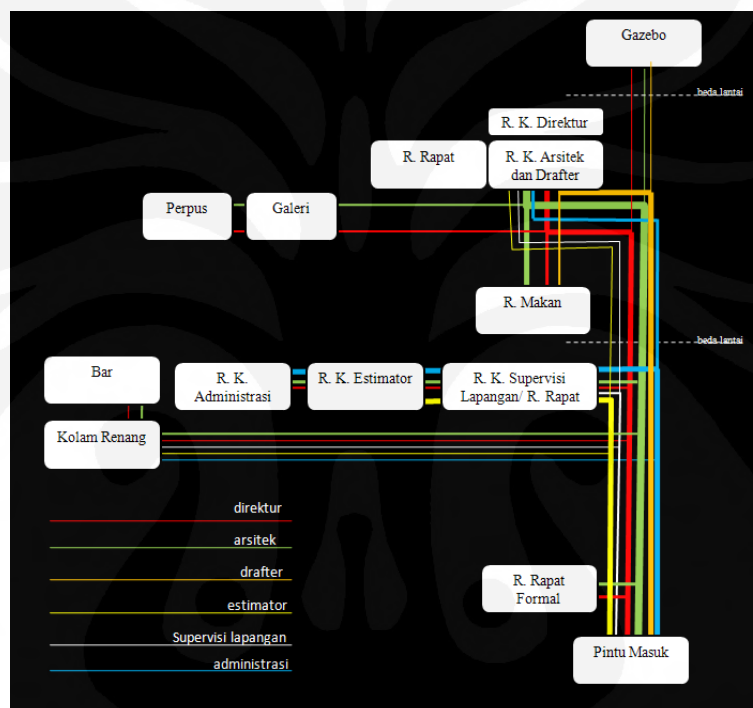 Gazebo
beda lantai
R. K. Direktur
R. Rapat
R. K. Arsitek
dan Drafter
Perpus
Galeri
R. Makan
beda lantai
Bar
R. K.
Administrasi
R. K. Estimator
R. K. Supervisi
Lapangan/ R. Rapat
Kolam Renang
direktur
arsitek
drafter
estimator
Supervisi lapangan
administrasi
R. Rapat
Formal
Pintu Masuk